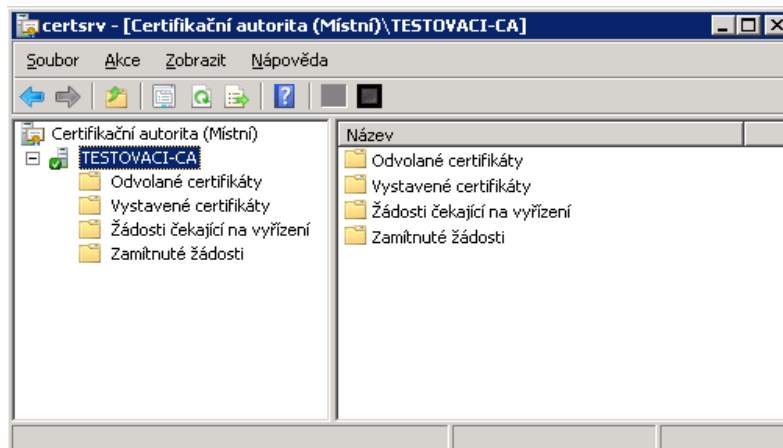 certsrv - [Certifikační autorita (Místní)\TESTOVACI-CA]
Soubor Akce Zobrazit Nápověda
Certifikační autorita (Místní)
TESTOVACI-CA
Odvolané certifikáty
Vystavené certifikáty
Žádosti čekající na vyřízení
Zamítnuté žádosti
Název
Odvolané certifikáty
Vystavené certifikáty
Žádosti čekající na vyřízení
Zamítnuté žádosti